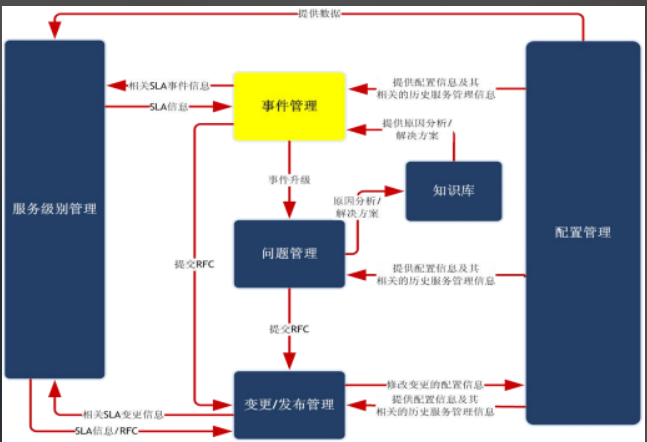 提供数据
相关SLA事件信息
SLA信息
事件管理
提供配置信息及其
相关的历史服务管理信息
提供原因分析/
解决方案
事件升级
原因分析/
解决方案
知识库
服务级别管理
配置管理
问题管理
提交RFC
提供配置信息及其
相关的历史服务管理信息
提交RFC
变更/发布管理
修改变更的配置信息
提供配置信息及其
相关的历史服务管理信息
相关SLA变更信息
SLA信息/RFC